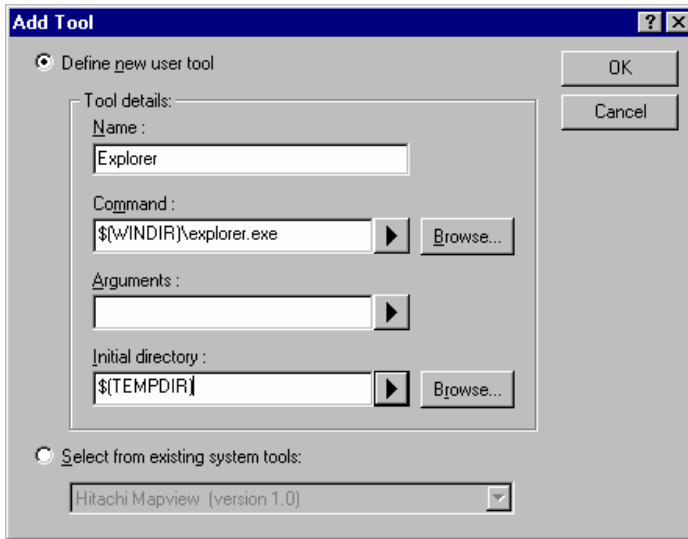 Add Tool
Define new user tool
OK
Tool details:
Cancel
Name :
Explorer
Command :
$(WINDIR)\explorer.exe
Browse...
Arguments :
Initial directory :
$(TEMPDIR)
Browse...
Select from existing system tools:
Hitachi Mapview (version 1.0)